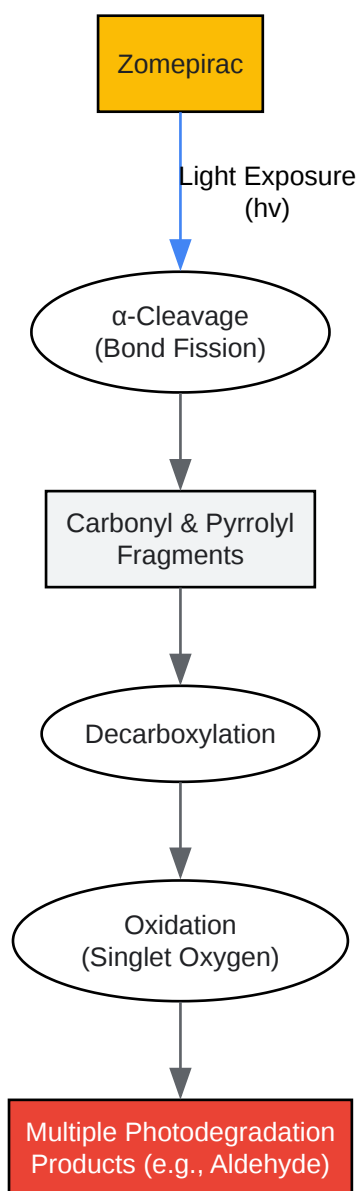 Zomepirac
Light Exposure
(hv)
α-Cleavage
(Bond Fission)
Carbonyl & Pyrrolyl
Fragments
Decarboxylation
Oxidation
(Singlet Oxygen)
Multiple Photodegradation
Products (e.g., Aldehyde)